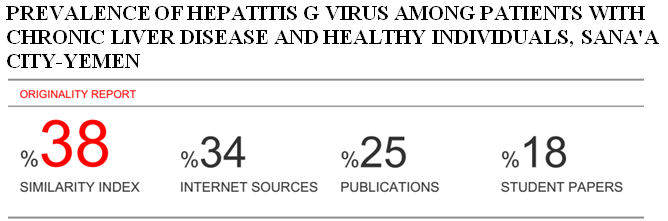 PREVALENCE OF HEPATITIS G VIRUS AMONG PATIENTS WITH
CHRONIC LIVER DISEASE AND HEALTHY INDIVIDUALS, SANA'A
CITY-YEMEN
ORIGINALITY REPORT
%38 %34 %25 %18
SIMILARITY INDEX INTERNET SOURCES PUBLICATIONS STUDENT PAPERS